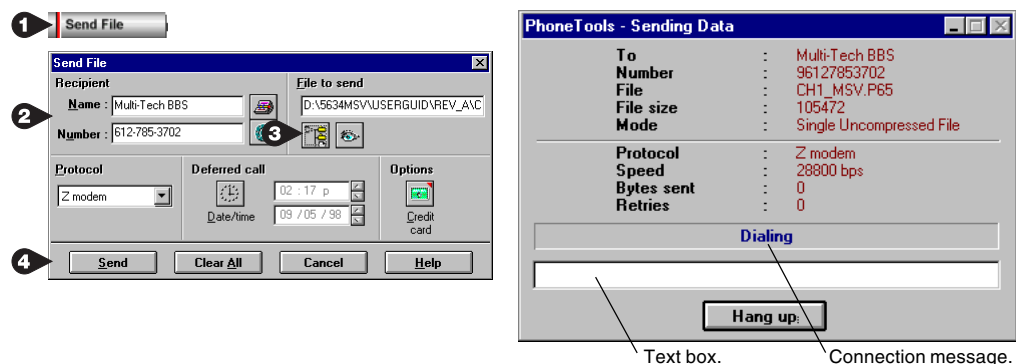 1 Send File
Send File
Recipient
Name : Multi-Tech BBS
2
Number : 612-785-3702
File to send
D:\5634MSV\USERGUID\REV_A\C
3
Protocol
Z modem
Deferred call
Date/time
02 : 17 p
09 / 05 / 98
Options
Credit
card
4 Send Clear All Cancel Help
PhoneTools - Sending Data
To : Multi-Tech BBS
Number : 96127853702
File : CH1_MSV.P65
File size : 105472
Mode : Single Uncompressed File
Protocol : Z modem
Speed : 28800 bps
Bytes sent : 0
Retries : 0
Dialing
Hang up
Text box.
Connection message.